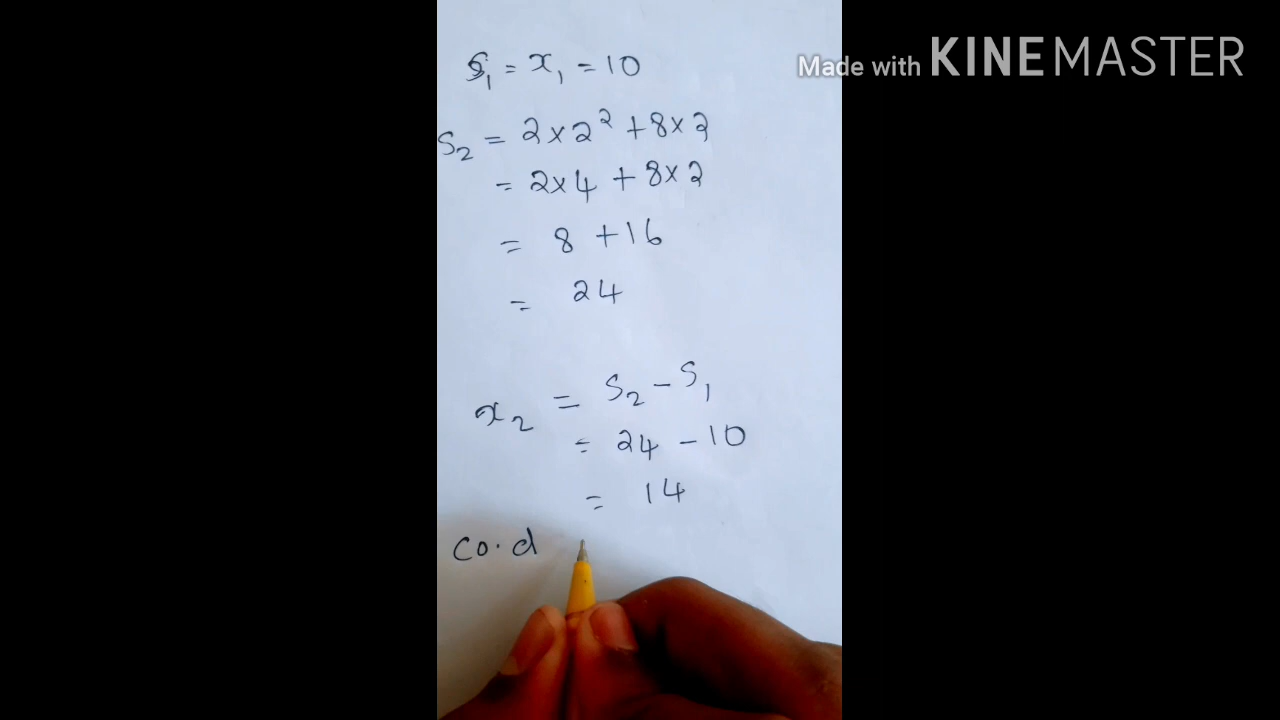 Made with KINEMASTER
S₁ = x₁ = 10
S₂ = 2×2² + 8×2
= 2×4 + 8×2
= 8 + 16
= 24
x₂ = S₂ - S₁
= 24 - 10
= 14
co.d